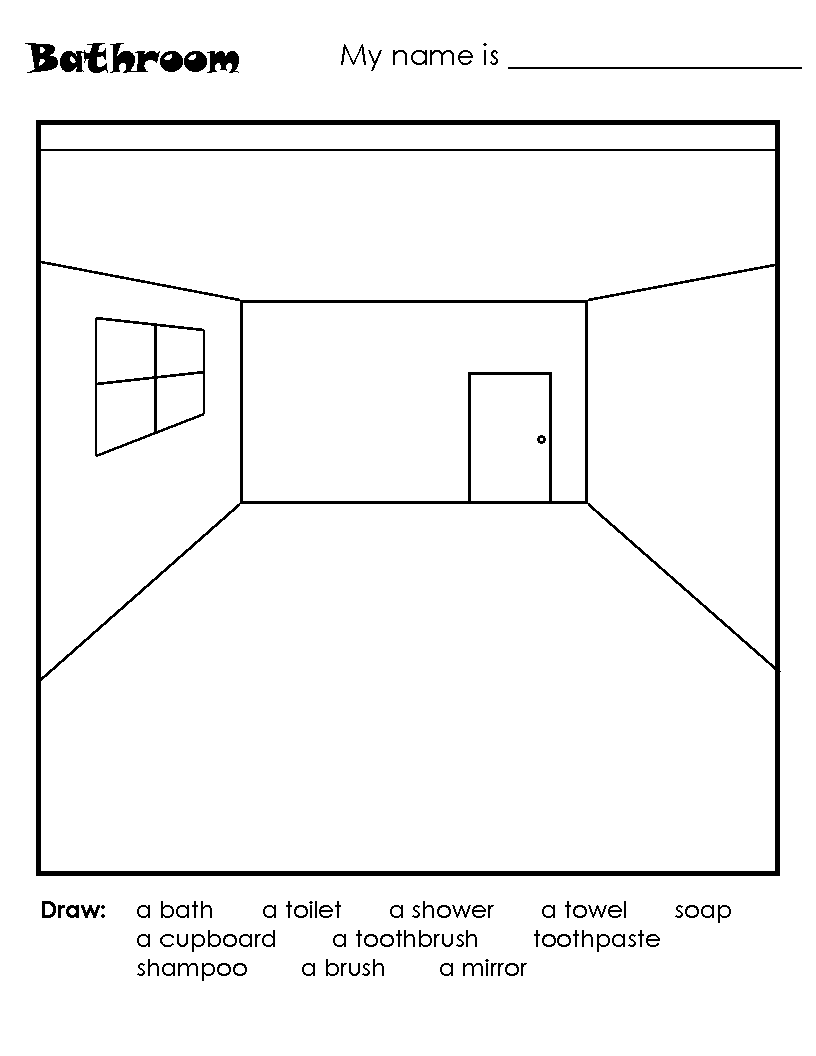 Bathroom My name is ____________________
Draw: a bath a toilet a shower a towel soap
a cupboard a toothbrush toothpaste
shampoo a brush a mirror